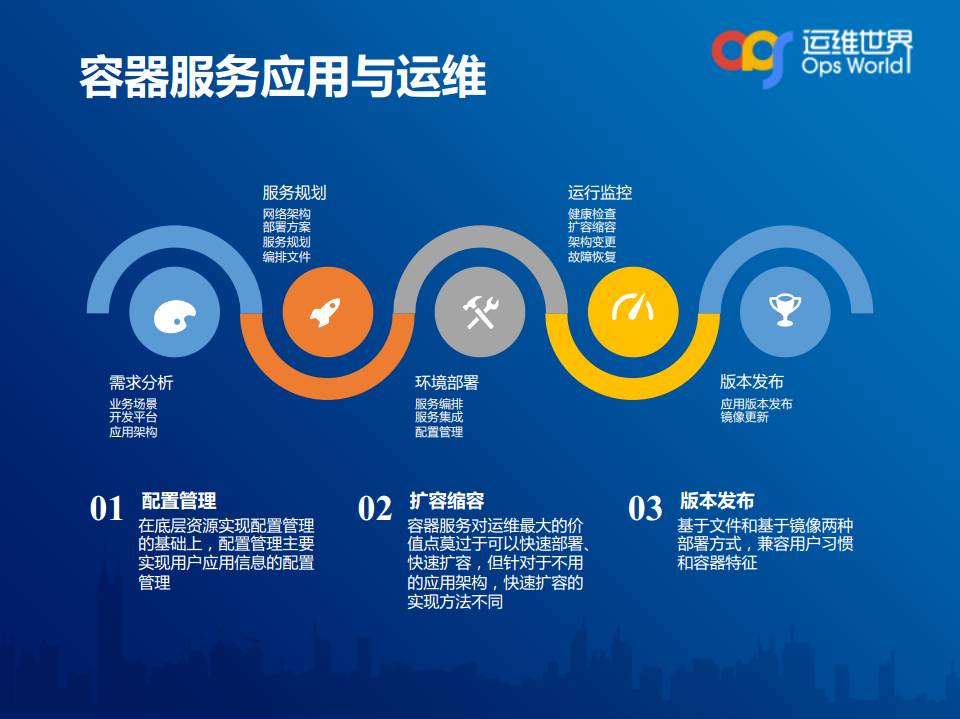 容器服务应用与运维
运维世界
Ops World
服务规划
网络架构
部署方案
服务规划
编排文件
运行监控
健康检查
扩容缩容
架构变更
故障恢复
需求分析
业务场景
开发平台
应用架构
环境部署
服务编排
服务集成
配置管理
版本发布
应用版本发布
镜像更新
01 配置管理
在底层资源实现配置管理
的基础上，配置管理主要
实现用户应用信息的配置
管理
02 扩容缩容
容器服务对运维最大的价
值点莫过于可以快速部署、
快速扩容，但针对于不用
的应用架构，快速扩容的
实现方法不同
03 版本发布
基于文件和基于镜像两种
部署方式，兼容用户习惯
和容器特征